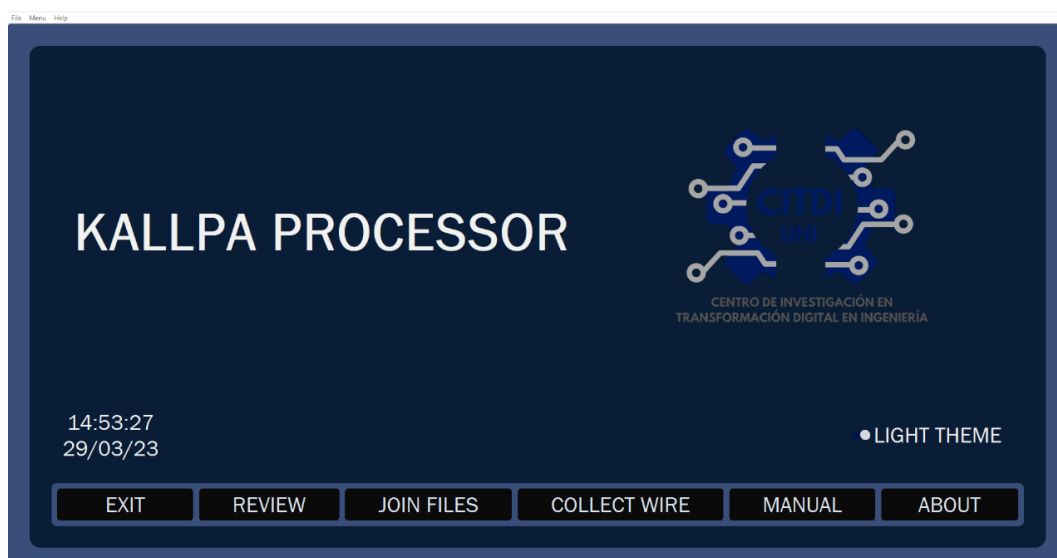 File Menu Help
KALLPA PROCESSOR
CITDI
UNI
CENTRO DE INVESTIGACIÓN EN
TRANSFORMACIÓN DIGITAL EN INGENIERÍA
14:53:27
29/03/23
LIGHT THEME
EXIT REVIEW JOIN FILES COLLECT WIRE MANUAL ABOUT